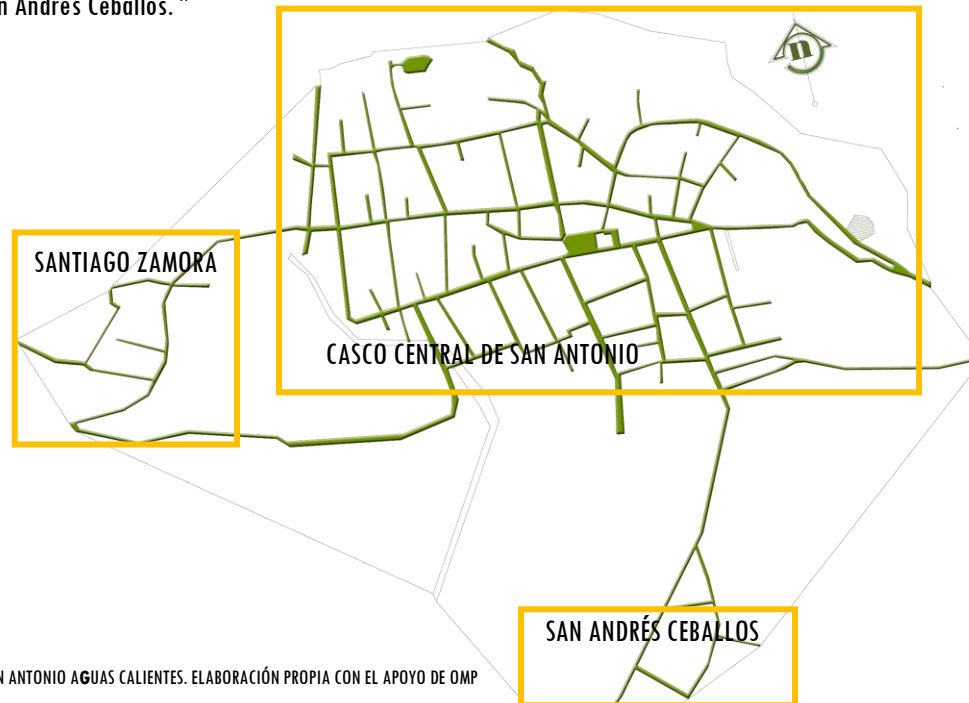 n Andrés Ceballos. "
n
SANTIAGO ZAMORA
CASCO CENTRAL DE SAN ANTONIO
SAN ANDRÉS CEBALLOS
N ANTONIO AGUAS CALIENTES. ELABORACIÓN PROPIA CON EL APOYO DE OMP